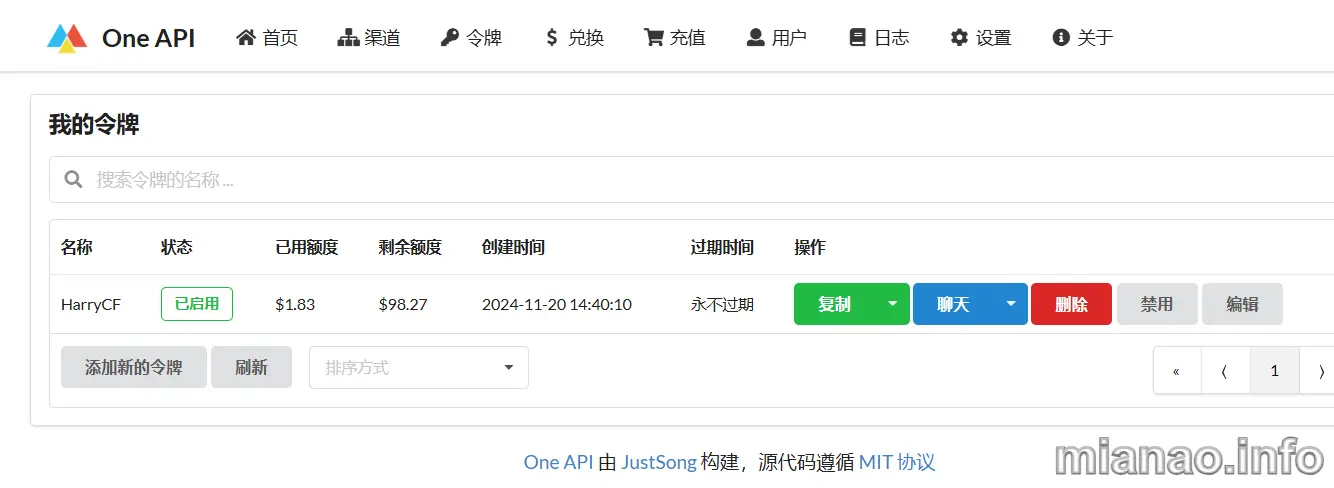 One API 首页 渠道 令牌 兑换 充值 用户 日志 设置 关于
我的令牌
搜索令牌的名称 ...
名称 状态 已用额度 剩余额度 创建时间 过期时间 操作
HarryCF 已启用 $1.83 $98.27 2024-11-20 14:40:10 永不过期 复制 聊天 删除 禁用 编辑
添加新的令牌 刷新 排序方式 « ⟨ 1 ⟩
One API 由 JustSong 构建，源代码遵循 MIT 协议
mianao.info